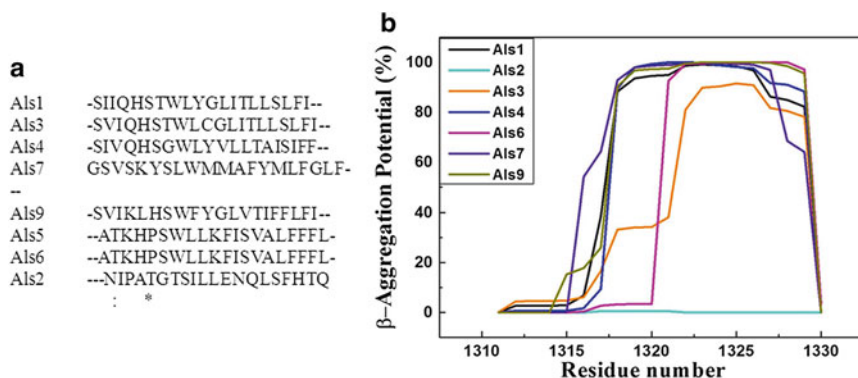 a
Als1 -SIIQHSTWLYGLITLLSLFI--
Als3 -SVIQHSTWLCGLITLLSLFI--
Als4 -SIVQHSGWLYVLLTAISIFF--
Als7 GSVSKYSLWMMAFYMLFGLF-
--
Als9 -SVIKLHSWFYGLVTIFFLFI--
Als5 --ATKHPSWLLKFISVALFFFL-
Als6 --ATKHPSWLLKFISVALFFFL-
Als2 ---NIPATGTSILLENQLSFHTQ
: *
b
β-Aggregation Potential (%)
100
80
60
40
20
0
Als1
Als2
Als3
Als4
Als6
Als7
Als9
1310 1315 1320 1325 1330
Residue number